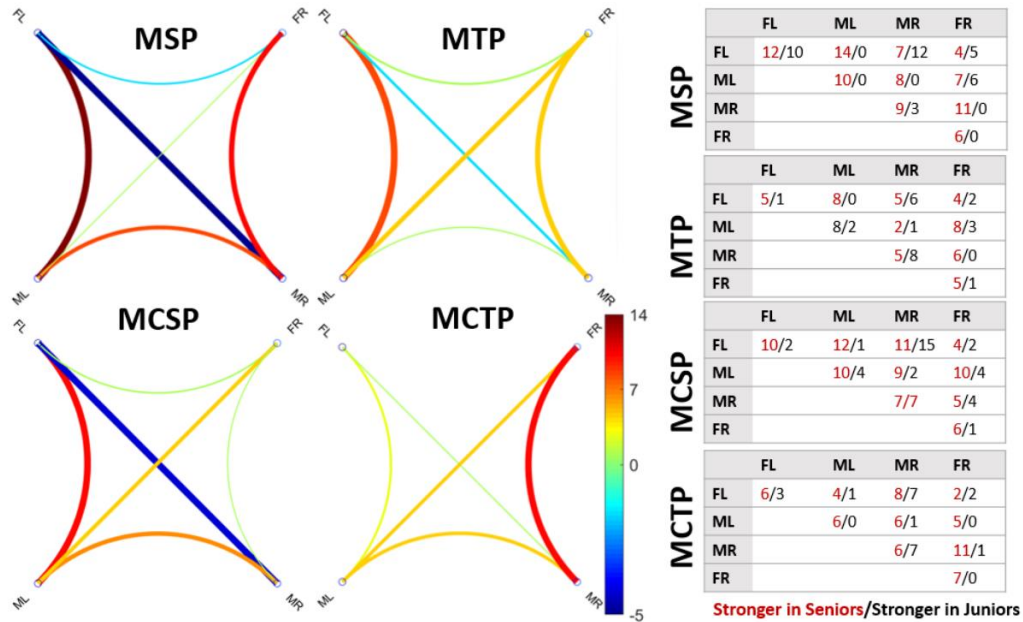 FL FR
MSP
ML MR
FL FR
MTP
ML MR
FL FR
MCSP
ML MR
FL FR
MCTP
ML MR
14
7
0
-5
MSP
FL ML MR FR
FL 12/10 14/0 7/12 4/5
ML 10/0 8/0 7/6
MR 9/3 11/0
FR 6/0
MTP
FL ML MR FR
FL 5/1 8/0 5/6 4/2
ML 8/2 2/1 8/3
MR 5/8 6/0
FR 5/1
MCSP
FL ML MR FR
FL 10/2 12/1 11/15 4/2
ML 10/4 9/2 10/4
MR 7/7 5/4
FR 6/1
MCTP
FL ML MR FR
FL 6/3 4/1 8/7 2/2
ML 6/0 6/1 5/0
MR 6/7 11/1
FR 7/0
Stronger in Seniors/Stronger in Juniors